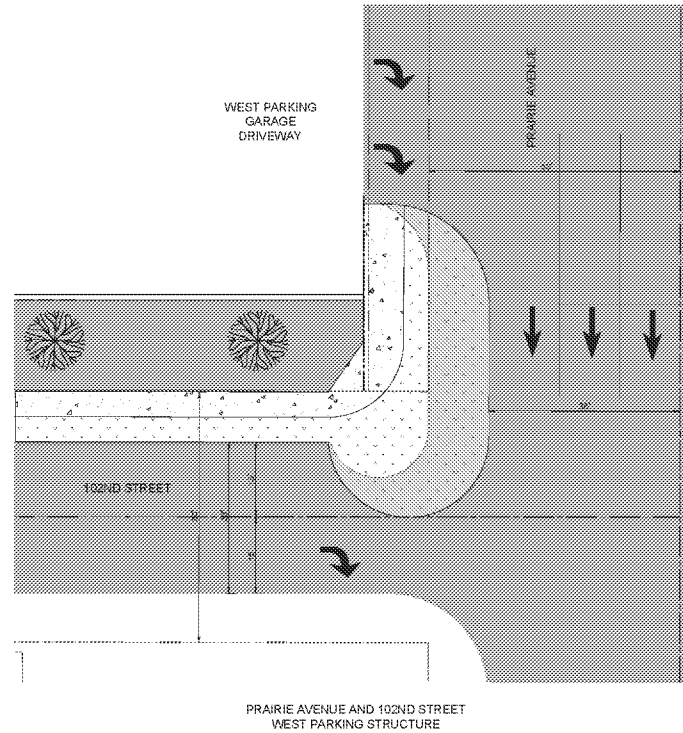 WEST PARKING
GARAGE
DRIVEWAY
PRAIRIE AVENUE
102ND STREET
PRAIRIE AVENUE AND 102ND STREET
WEST PARKING STRUCTURE